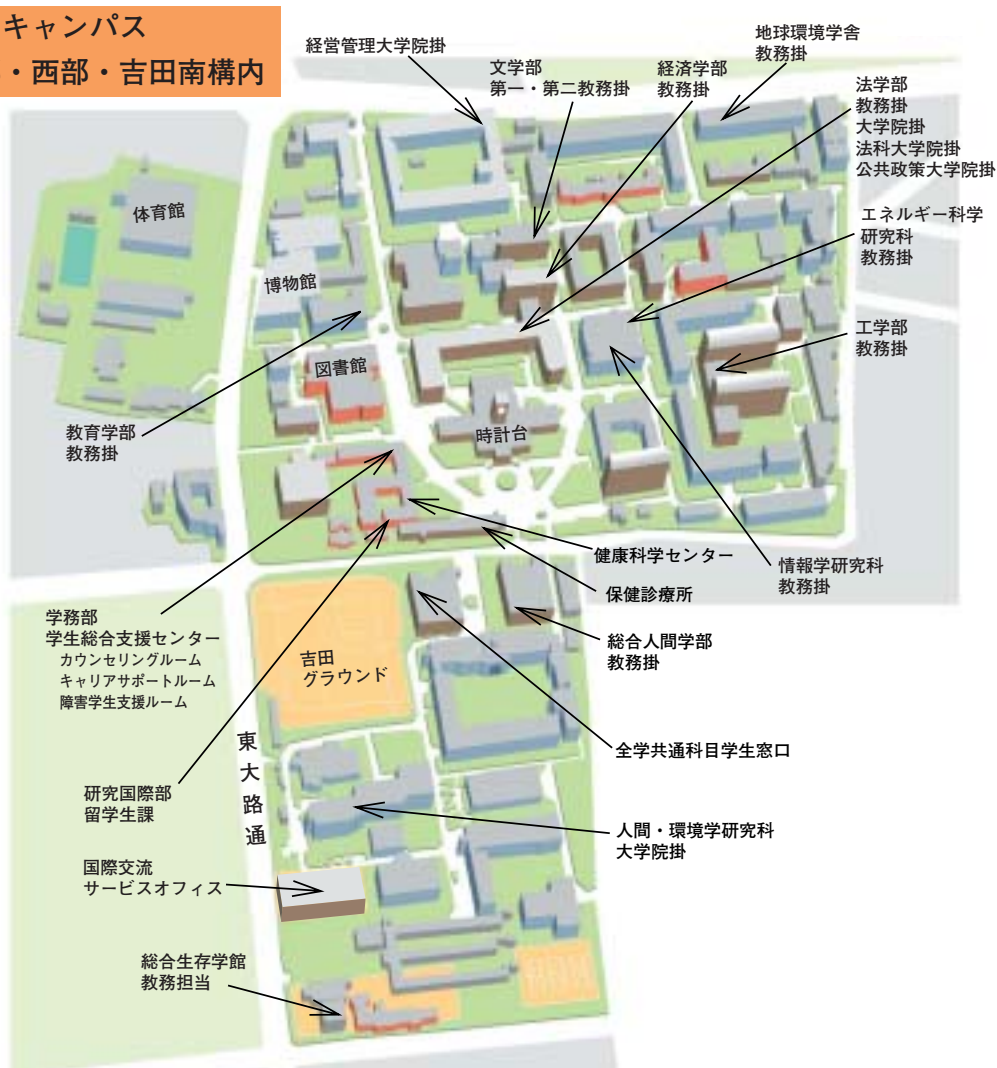 キャンパス
・西部・吉田南構内
経営管理大学院掛
文学部
第一・第二教務掛
経済学部
教務掛
地球環境学舎
教務掛
法学部
教務掛
大学院掛
法科大学院掛
公共政策大学院掛
エネルギー科学
研究科
教務掛
工学部
教務掛
体育館
博物館
図書館
時計台
教育学部
教務掛
健康科学センター
保健診療所
情報学研究科
教務掛
総合人間学部
教務掛
学務部
学生総合支援センター
カウンセリングルーム
キャリアサポートルーム
障害学生支援ルーム
吉田
グラウンド
東大路通
全学共通科目学生窓口
研究国際部
留学生課
人間・環境学研究科
大学院掛
国際交流
サービスオフィス
総合生存学館
教務担当